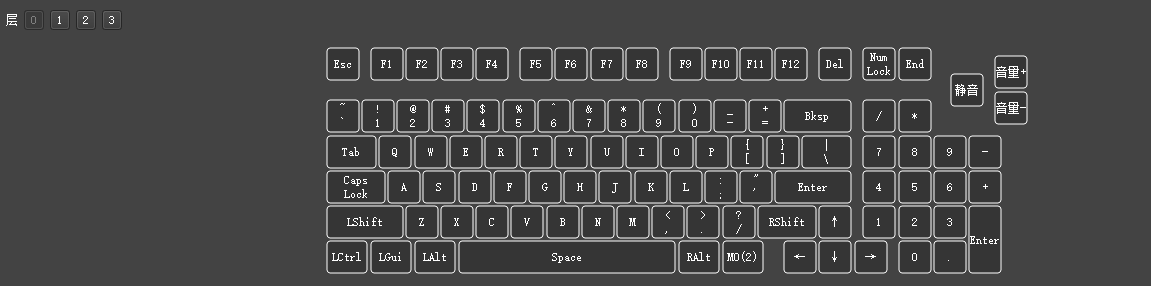 层 0 1 2 3
Esc F1 F2 F3 F4 F5 F6 F7 F8 F9 F10 F11 F12 Del Num Lock End
静音 音量+
音量-
~ ` ! 1 @ 2 # 3 $ 4 % 5 ^ 6 & 7 * 8 ( 9 ) 0 _ - + = Bksp / *
Tab Q W E R T Y U I O P { [ } ] | \ 7 8 9 -
Caps Lock A S D F G H J K L : ; " ' Enter 4 5 6 +
LShift Z X C V B N M < , > . ? / RShift ↑ 1 2 3 Enter
LCtrl LGui LAlt Space RAlt MO(2) ← ↓ → 0 .